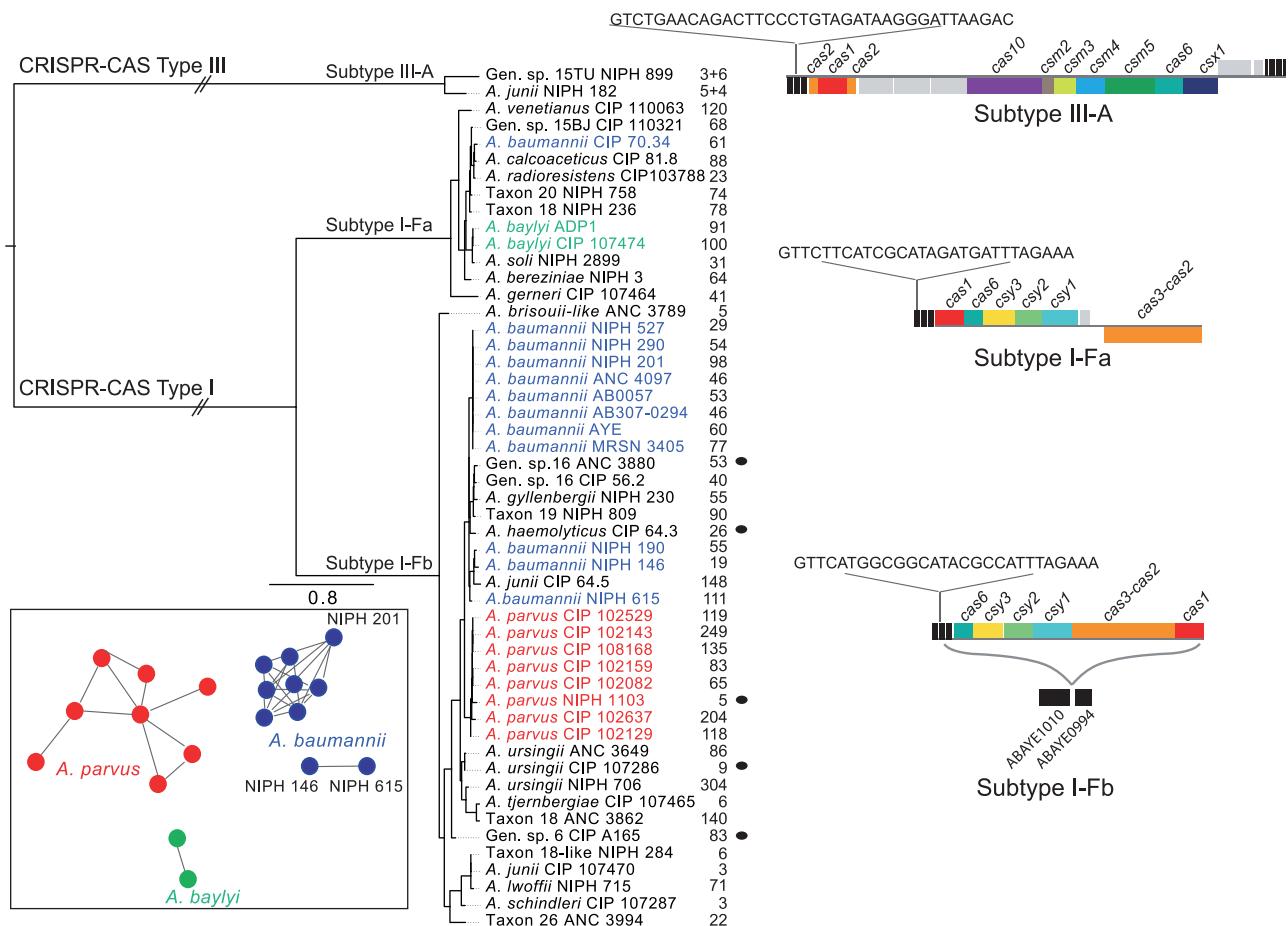 GTCTGAACAGACTTCCCTGTAGATAAGGGATTAAGAC
CRISPR-CAS Type III
Subtype III-A
Gen. sp. 15TU NIPH 899 3+6
A. junii NIPH 182 5+4
A. venetianus CIP 110063 120
Gen. sp. 15BJ CIP 110321 68
A. baumannii CIP 70.34 61
A. calcoaceticus CIP 81.8 88
A. radioresistens CIP103788 23
Taxon 20 NIPH 758 74
Taxon 18 NIPH 236 78
Subtype I-Fa
A. baylyi ADP1 91
A. baylyi CIP 107474 100
A. soli NIPH 2899 31
A. bereziniae NIPH 3 64
A. gerneri CIP 107464 41
A. brisouii-like ANC 3789 5
A. baumannii NIPH 527 29
A. baumannii NIPH 290 54
A. baumannii NIPH 201 98
A. baumannii ANC 4097 46
CRISPR-CAS Type I
A. baumannii AB0057 53
A. baumannii AB307-0294 46
A. baumannii AYE 60
A. baumannii MRSN 3405 77
Gen. sp.16 ANC 3880 53
Gen. sp. 16 CIP 56.2 40
A. gyllenbergii NIPH 230 55
Taxon 19 NIPH 809 90
A. haemolyticus CIP 64.3 26
Subtype I-Fb
A. baumannii NIPH 190 55
A. baumannii NIPH 146 19
A. junii CIP 64.5 148
A.baumannii NIPH 615 111
A. parvus CIP 102529 119
A. parvus CIP 102143 249
A. parvus CIP 108168 135
A. parvus CIP 102159 83
A. parvus CIP 102082 65
A. parvus NIPH 1103 5
A. parvus CIP 102637 204
A. parvus CIP 102129 118
A. ursingii ANC 3649 86
A. ursingii CIP 107286 9
A. ursingii NIPH 706 304
A. tjernbergiae CIP 107465 6
Taxon 18 ANC 3862 140
Gen. sp. 6 CIP A165 83
Taxon 18-like NIPH 284 6
A. junii CIP 107470 3
A. lwoffii NIPH 715 71
A. schindleri CIP 107287 3
Taxon 26 ANC 3994 22
0.8
NIPH 201
A. baumannii
A. parvus
NIPH 146 NIPH 615
A. baylyi
cas2 cas1 cas2 cas10 csm2 csm3 csm4 csm5 cas6 csx1
Subtype III-A
GTTCTTCATCGCATAGATGATTTAGAAA
cas1 cas6 csy3 csy2 csy1 cas3-cas2
Subtype I-Fa
GTTCATGGCGGCATACGCCATTTAGAAA
cas6 csy3 csy2 csy1 cas3-cas2 cas1
ABAYE1010 ABAYE0994
Subtype I-Fb